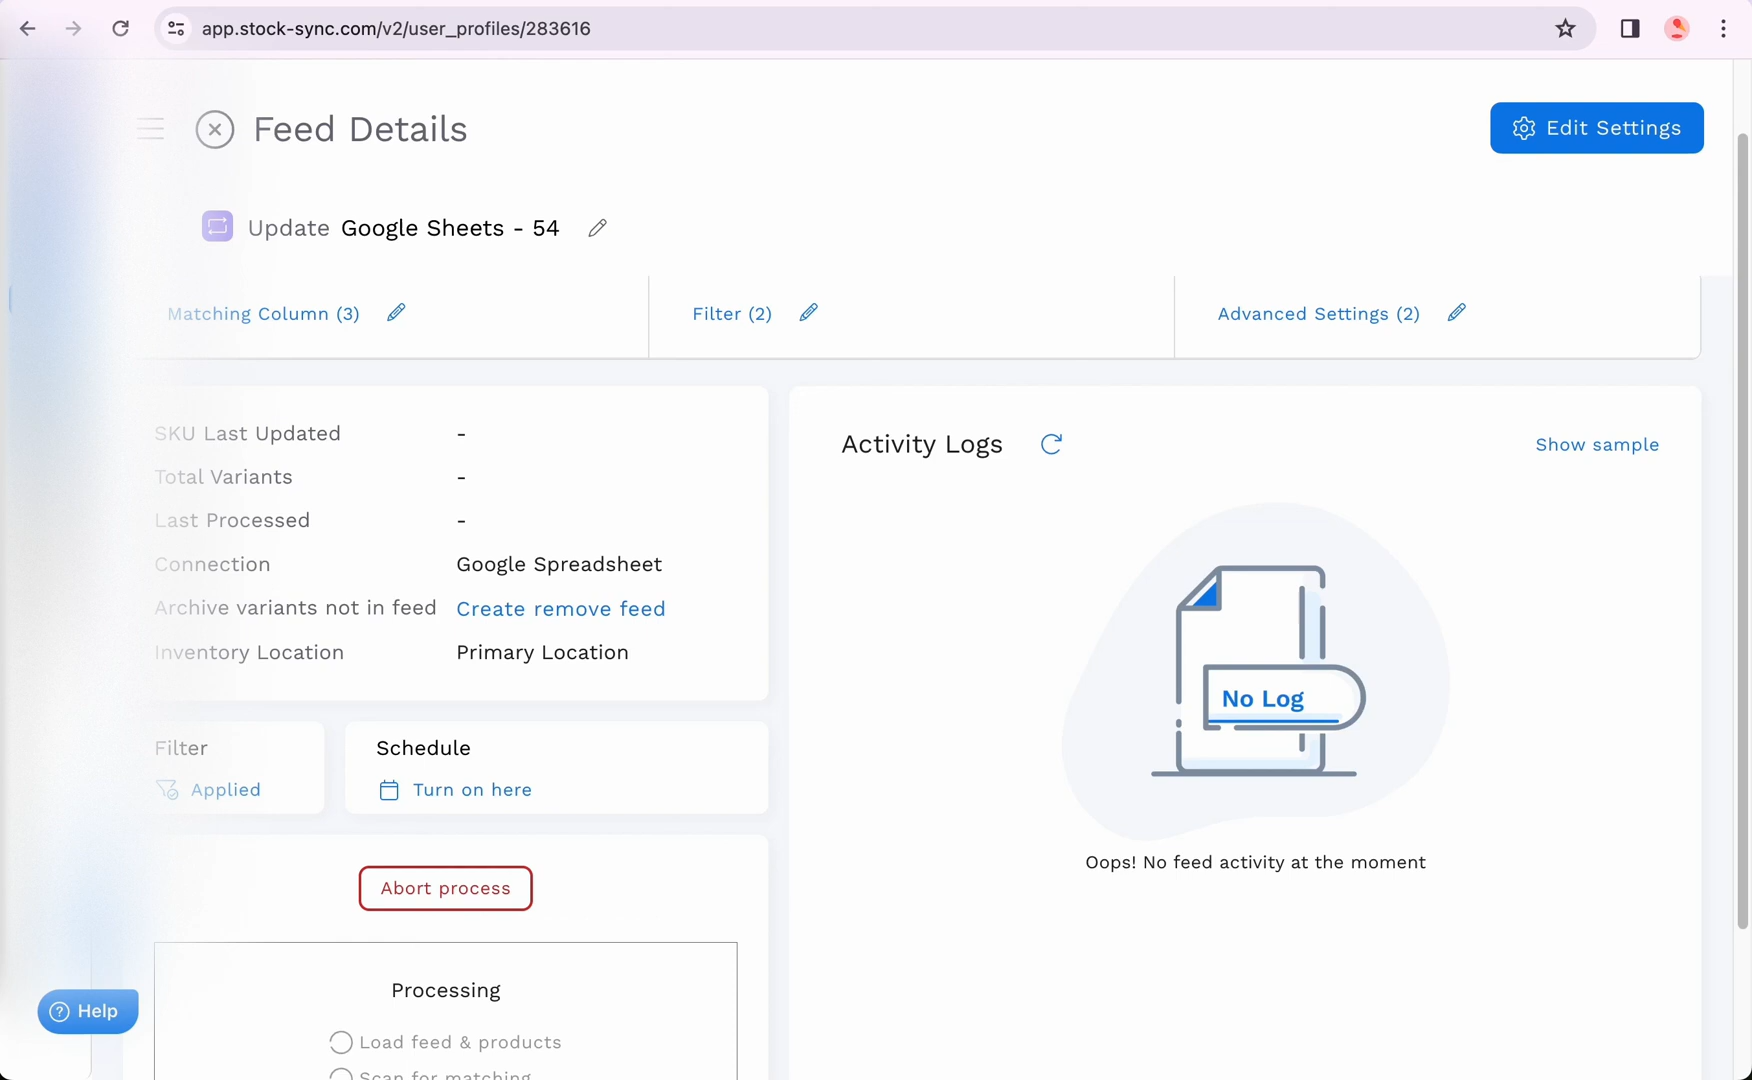 app.stock-sync.com/v2/user_profiles/283616
Feed Details
Edit Settings
Update Google Sheets - 54
Matching Column (3)
Filter (2)
Advanced Settings (2)
SKU Last Updated -
Total Variants -
Last Processed -
Connection Google Spreadsheet
Archive variants not in feed Create remove feed
Inventory Location Primary Location
Filter
Applied
Schedule
Turn on here
Abort process
Processing
Load feed & products
Scan for matching
Activity Logs
Show sample
No Log
Oops! No feed activity at the moment
Help